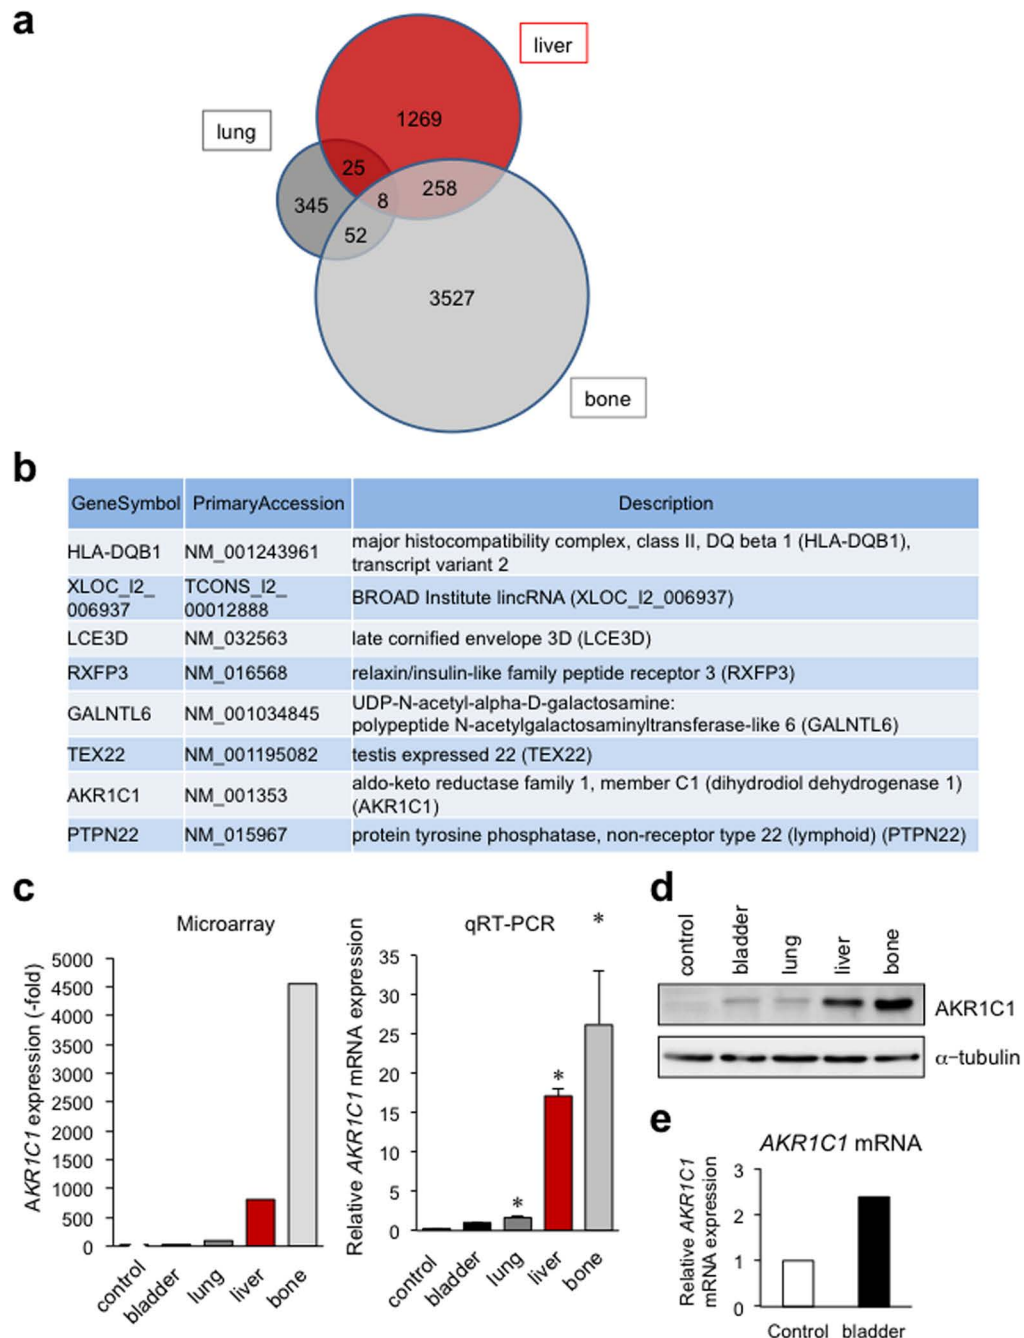 a
liver
lung
1269
25
258
8
345
52
3527
bone
b
GeneSymbol PrimaryAccession Description
HLA-DQB1 NM_001243961 major histocompatibility complex, class II, DQ beta 1 (HLA-DQB1),
transcript variant 2
XLOC_l2_ TCONS_l2_
006937 00012888 BROAD Institute lincRNA (XLOC_l2_006937)
LCE3D NM_032563 late cornified envelope 3D (LCE3D)
RXFP3 NM_016568 relaxin/insulin-like family peptide receptor 3 (RXFP3)
GALNTL6 NM_001034845 UDP-N-acetyl-alpha-D-galactosamine:
polypeptide N-acetylgalactosaminyltransferase-like 6 (GALNTL6)
TEX22 NM_001195082 testis expressed 22 (TEX22)
AKR1C1 NM_001353 aldo-keto reductase family 1, member C1 (dihydrodiol dehydrogenase 1)
(AKR1C1)
PTPN22 NM_015967 protein tyrosine phosphatase, non-receptor type 22 (lymphoid) (PTPN22)
c
Microarray
AKR1C1 expression (-fold)
5000
4500
4000
3500
3000
2500
2000
1500
1000
500
0
control
bladder
lung
liver
bone
qRT-PCR
Relative AKR1C1 mRNA expression
35
30
25
20
15
10
5
0
*
*
*
control
bladder
lung
liver
bone
d
control
bladder
lung
liver
bone
AKR1C1
α-tubulin
e
AKR1C1 mRNA
Relative AKR1C1
mRNA expression
3
2
1
0
Control bladder